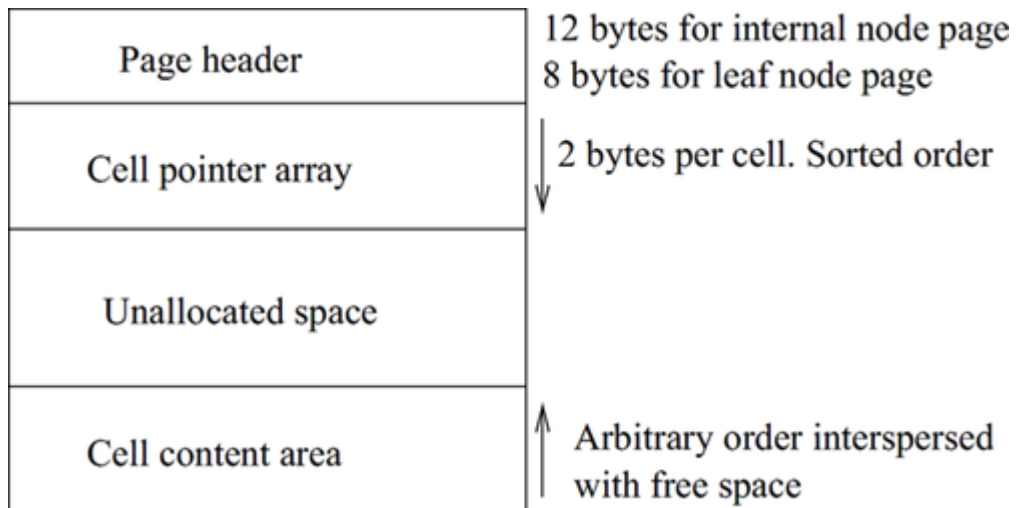 Page header
12 bytes for internal node page
8 bytes for leaf node page
Cell pointer array
2 bytes per cell. Sorted order
Unallocated space
Cell content area
Arbitrary order interspersed
with free space